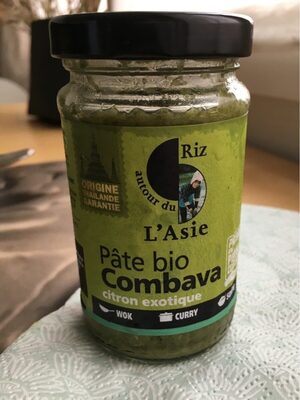 Riz
autour du
L'Asie
ORIGINE
THAILANDE
GARANTIE
Pâte bio
Combava
citron exotique
WOK
CURRY